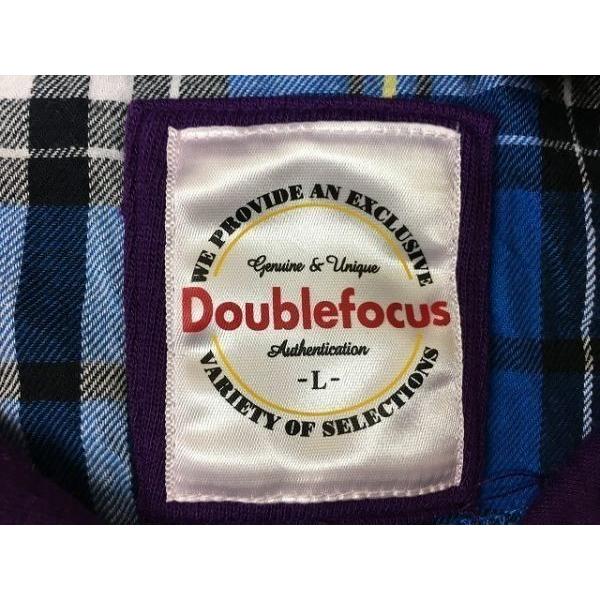 WE PROVIDE AN EXCLUSIVE
Genuine & Unique
Doublefocus
Authentication
-L-
VARIETY OF SELECTIONS